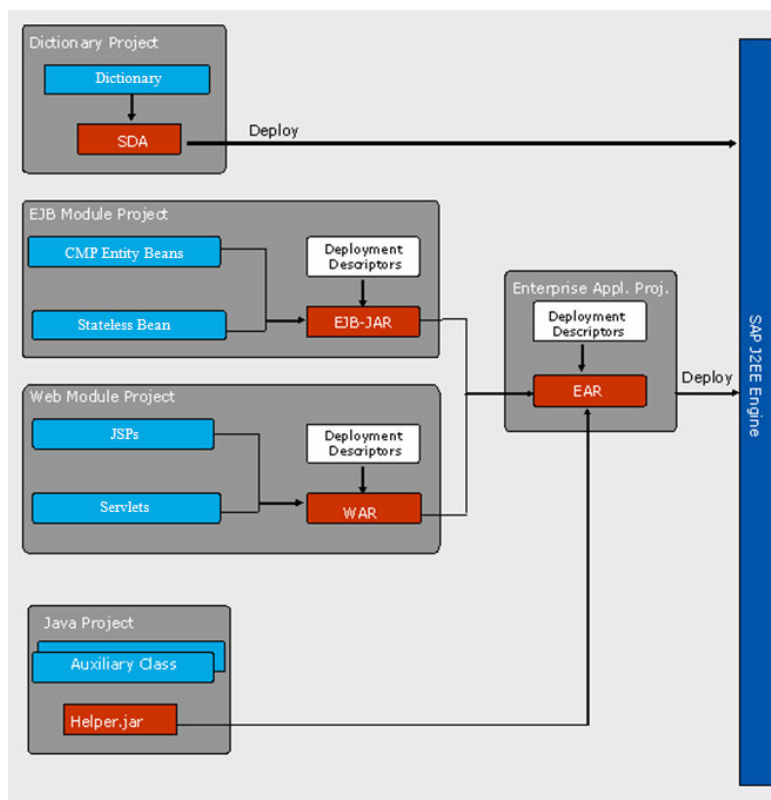 Dictionary Project
Dictionary
SDA
Deploy
EJB Module Project
CMP Entity Beans
Stateless Bean
Deployment
Descriptors
EJB-JAR
Enterprise Appl. Proj.
Deployment
Descriptors
EAR
Deploy
SAP J2EE Engine
Web Module Project
JSPs
Servlets
Deployment
Descriptors
WAR
Java Project
Auxiliary Class
Helper.jar